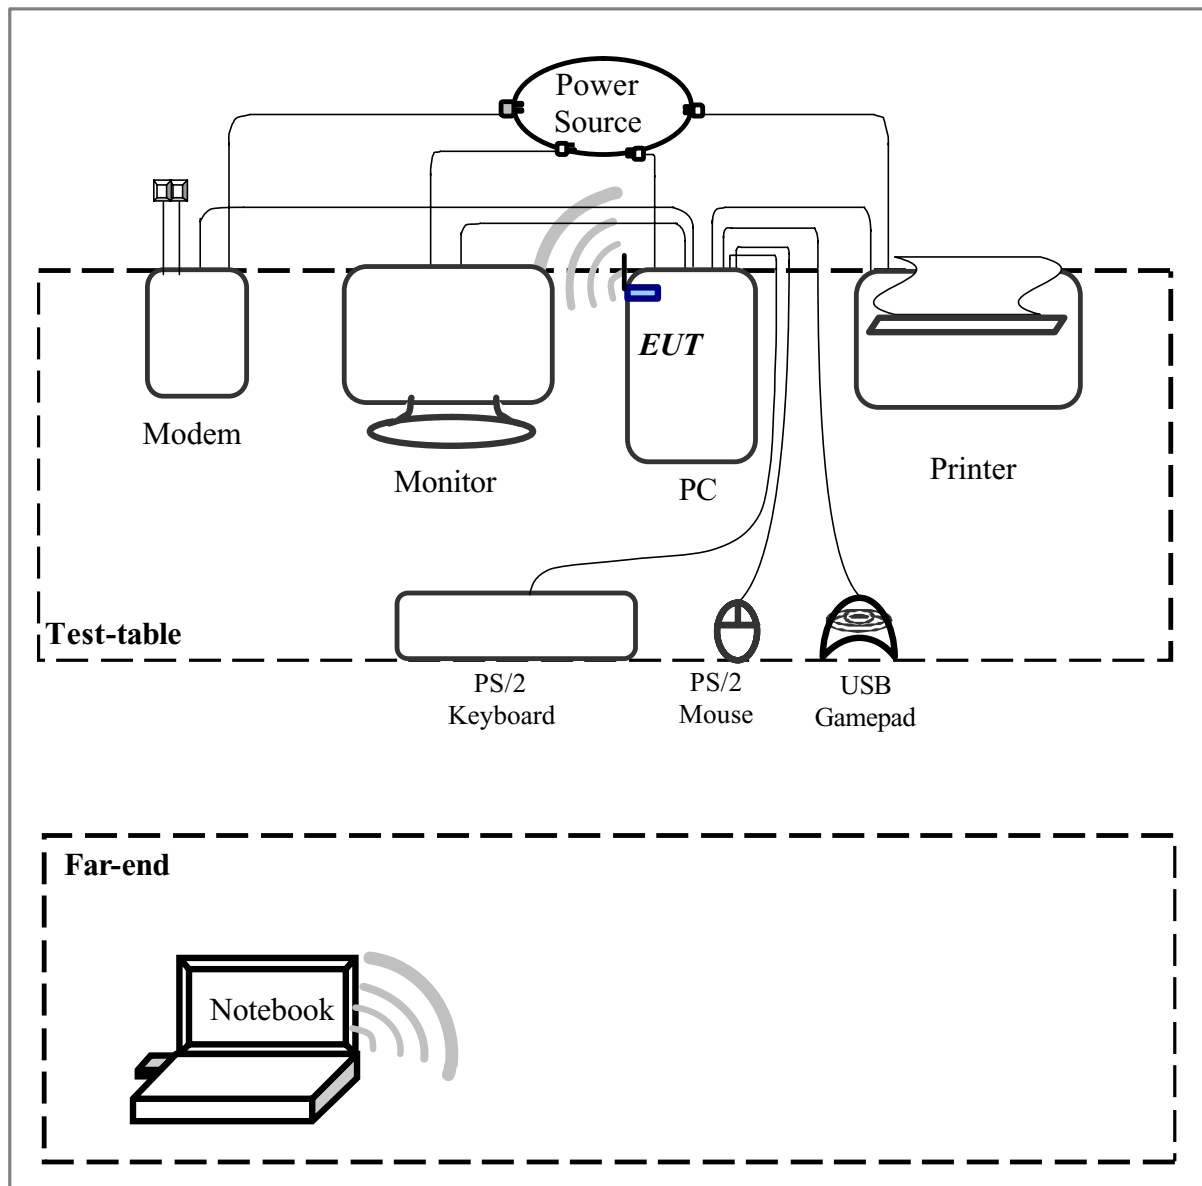 Power
Source
EUT
Modem
Monitor
PC
Printer
Test-table
PS/2
Keyboard
PS/2
Mouse
USB
Gamepad
Far-end
Notebook